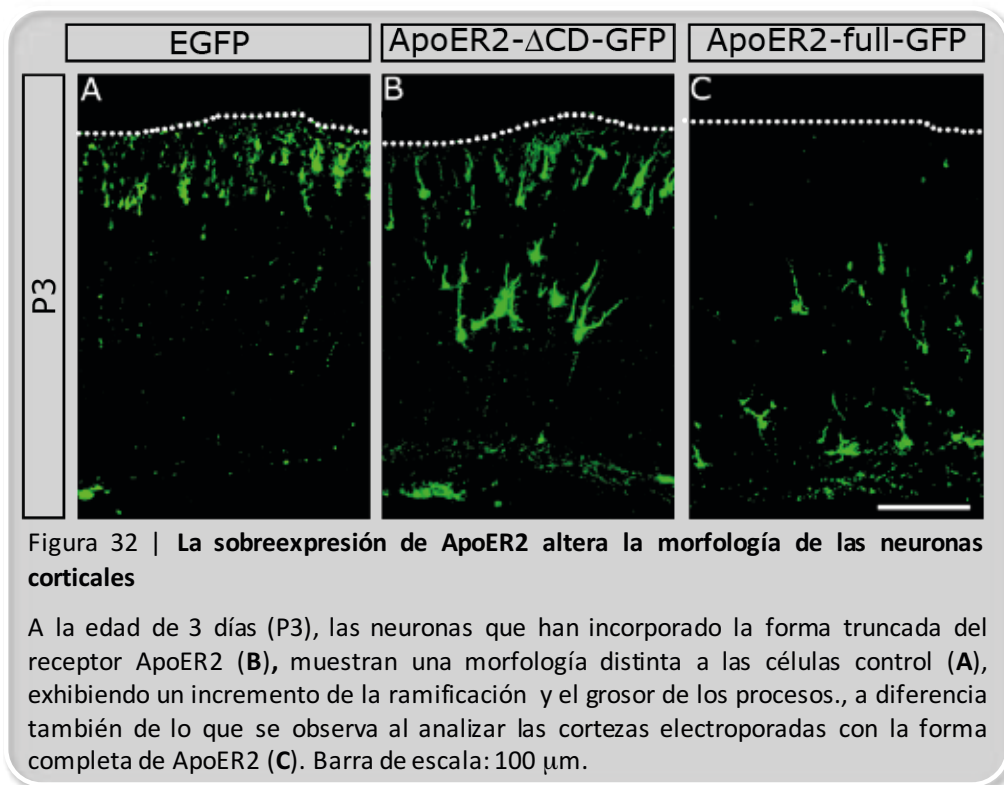 EGFP
ApoER2-ΔCD-GFP
ApoER2-full-GFP
A
B
C
P3
Figura 32 | La sobreexpresión de ApoER2 altera la morfología de las neuronas
corticales
A la edad de 3 días (P3), las neuronas que han incorporado la forma truncada del
receptor ApoER2 (B), muestran una morfología distinta a las células control (A),
exhibiendo un incremento de la ramificación y el grosor de los procesos., a diferencia
también de lo que se observa al analizar las cortezas electroporadas con la forma
completa de ApoER2 (C). Barra de escala: 100 μm.